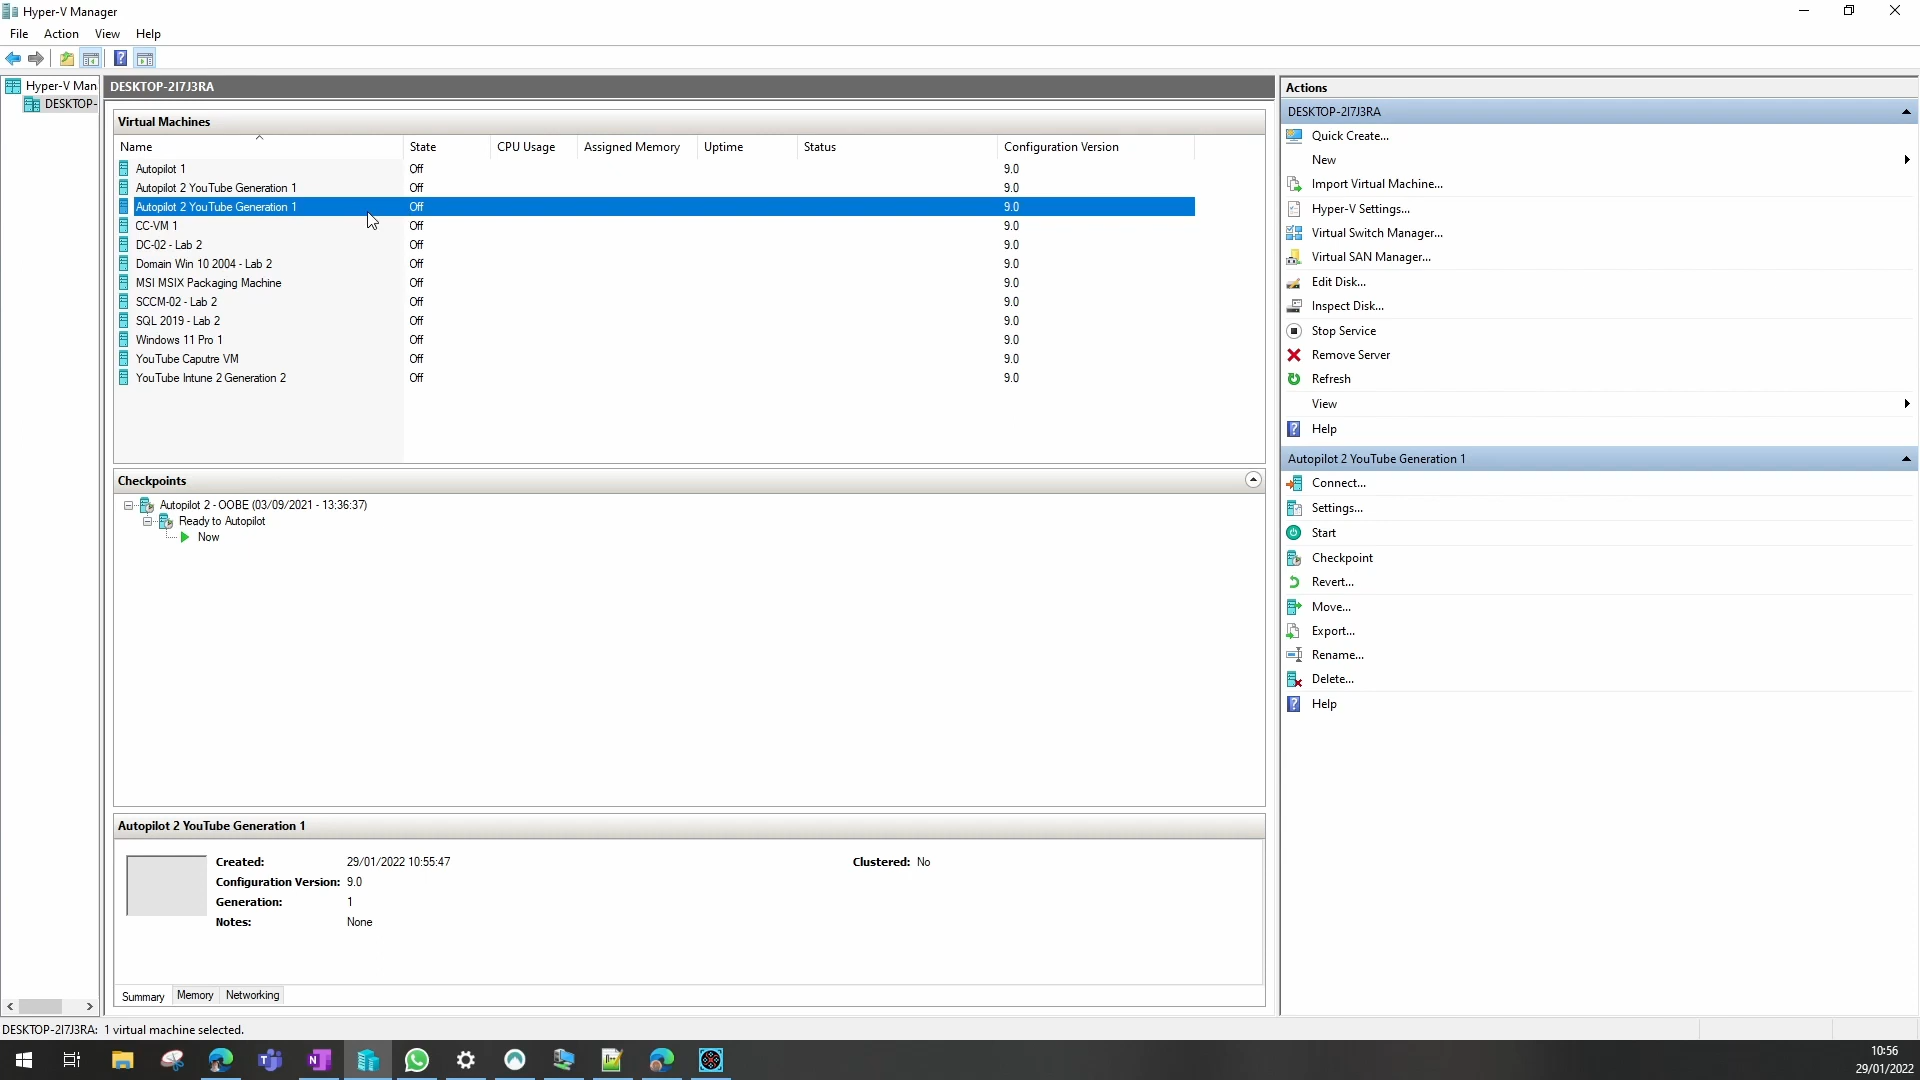 Hyper-V Manager
File Action View Help
Hyper-V Man
DESKTOP-
DESKTOP-2I7J3RA
Virtual Machines
Name State CPU Usage Assigned Memory Uptime Status Configuration Version
Autopilot 1 Off 9.0
Autopilot 2 YouTube Generation 1 Off 9.0
Autopilot 2 YouTube Generation 1 Off 9.0
CC-VM 1 Off 9.0
DC-02 - Lab 2 Off 9.0
Domain Win 10 2004 - Lab 2 Off 9.0
MSI MSIX Packaging Machine Off 9.0
SCCM-02 - Lab 2 Off 9.0
SQL 2019 - Lab 2 Off 9.0
Windows 11 Pro 1 Off 9.0
YouTube Caputre VM Off 9.0
YouTube Intune 2 Generation 2 Off 9.0
Checkpoints
Autopilot 2 - OOBE (03/09/2021 - 13:36:37)
Ready to Autopilot
Now
Autopilot 2 YouTube Generation 1
Created: 29/01/2022 10:55:47 Clustered: No
Configuration Version: 9.0
Generation: 1
Notes: None
Summary Memory Networking
Actions
DESKTOP-2I7J3RA
Quick Create...
New
Import Virtual Machine...
Hyper-V Settings...
Virtual Switch Manager...
Virtual SAN Manager...
Edit Disk...
Inspect Disk...
Stop Service
Remove Server
Refresh
View
Help
Autopilot 2 YouTube Generation 1
Connect...
Settings...
Start
Checkpoint
Revert...
Move...
Export...
Rename...
Delete...
Help
DESKTOP-2I7J3RA: 1 virtual machine selected.
10:56
29/01/2022